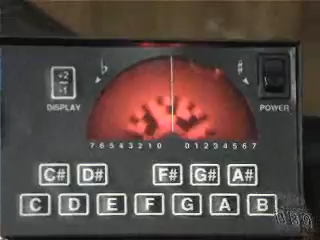 +2
-1
♭ ♯
DISPLAY POWER
7 6 5 4 3 2 1 0 0 1 2 3 4 5 6 7
C# D# F# G# A#
C D E F G A B